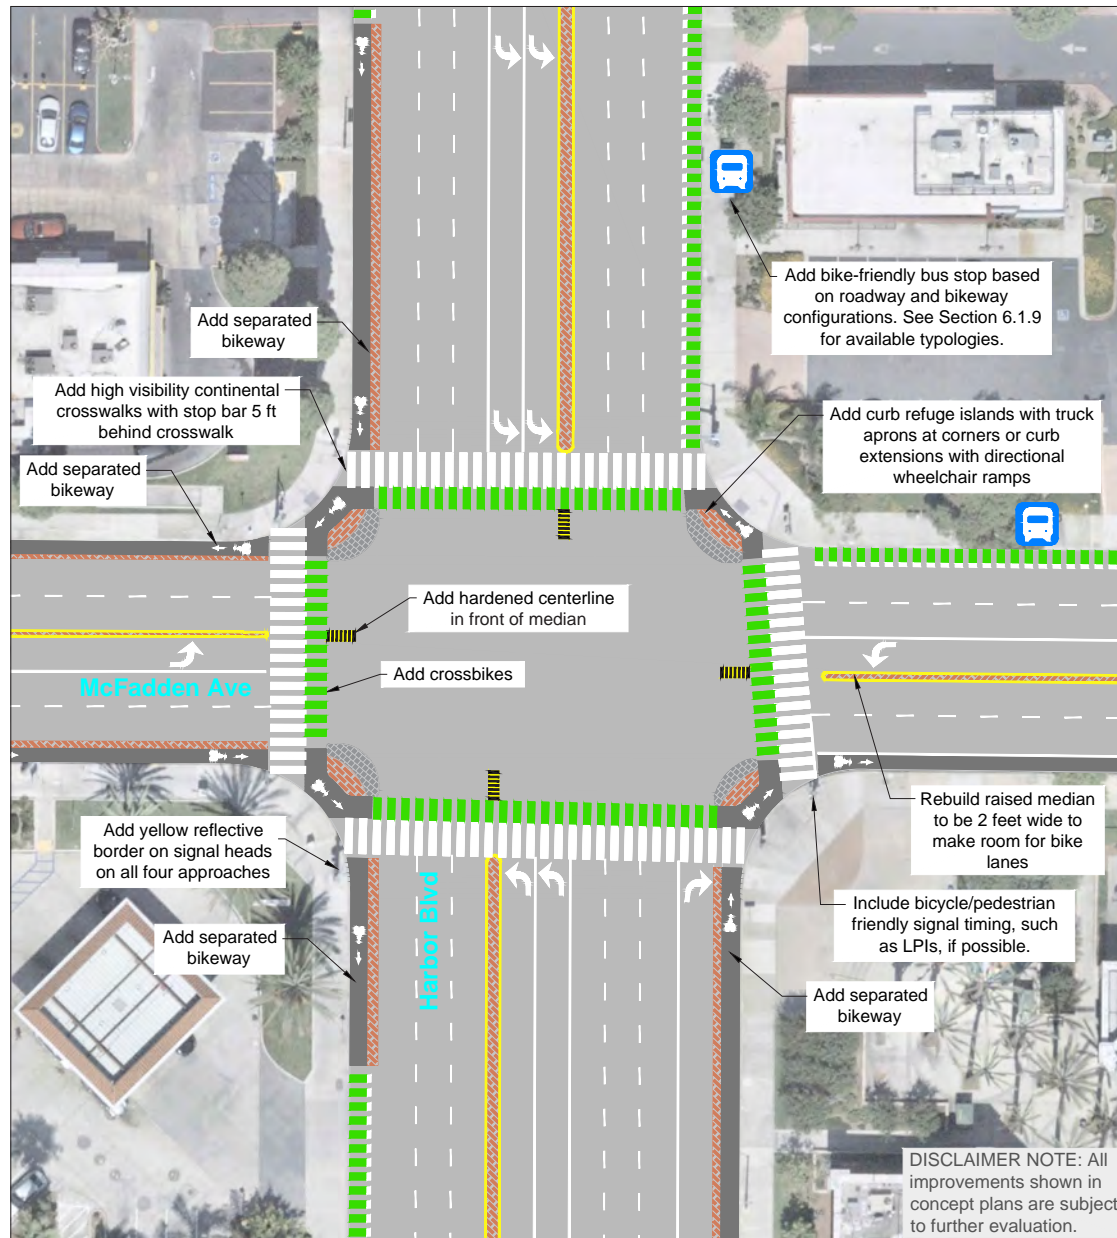 Add bike-friendly bus stop based
on roadway and bikeway
configurations. See Section 6.1.9
for available typologies.
Add separated
bikeway
Add high visibility continental
crosswalks with stop bar 5 ft
behind crosswalk
Add curb refuge islands with truck
aprons at corners or curb
extensions with directional
wheelchair ramps
Add separated
bikeway
Add hardened centerline
in front of median
Add crossbikes
McFadden Ave
Rebuild raised median
to be 2 feet wide to
make room for bike
lanes
Add yellow reflective
border on signal heads
on all four approaches
Include bicycle/pedestrian
friendly signal timing, such
as LPIs, if possible.
Harbor Blvd
Add separated
bikeway
Add separated
bikeway
DISCLAIMER NOTE: All
improvements shown in
concept plans are subject
to further evaluation.